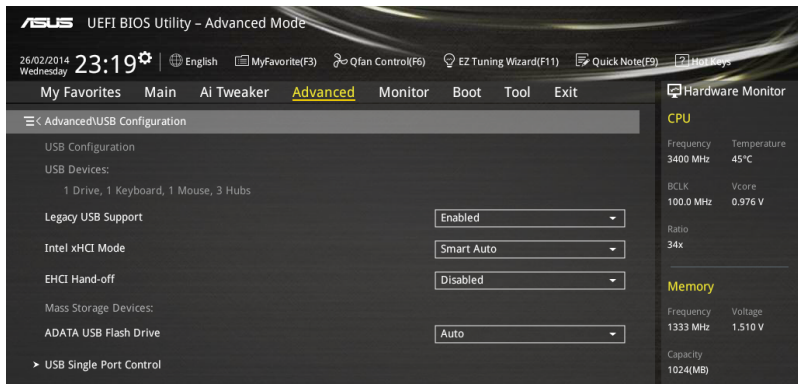 ASUS UEFI BIOS Utility – Advanced Mode
26/02/2014
Wednesday
23:19
English
MyFavorite(F3)
Qfan Control(F6)
EZ Tuning Wizard(F11)
Quick Note(F9)
? Hot Keys
My Favorites Main Ai Tweaker Advanced Monitor Boot Tool Exit
Hardware Monitor
< Advanced\USB Configuration
USB Configuration
USB Devices:
1 Drive, 1 Keyboard, 1 Mouse, 3 Hubs
Legacy USB Support Enabled
Intel xHCI Mode Smart Auto
EHCI Hand-off Disabled
Mass Storage Devices:
ADATA USB Flash Drive Auto
USB Single Port Control
CPU
Frequency Temperature
3400 MHz 45°C
BCLK Vcore
100.0 MHz 0.976 V
Ratio
34x
Memory
Frequency Voltage
1333 MHz 1.510 V
Capacity
1024(MB)